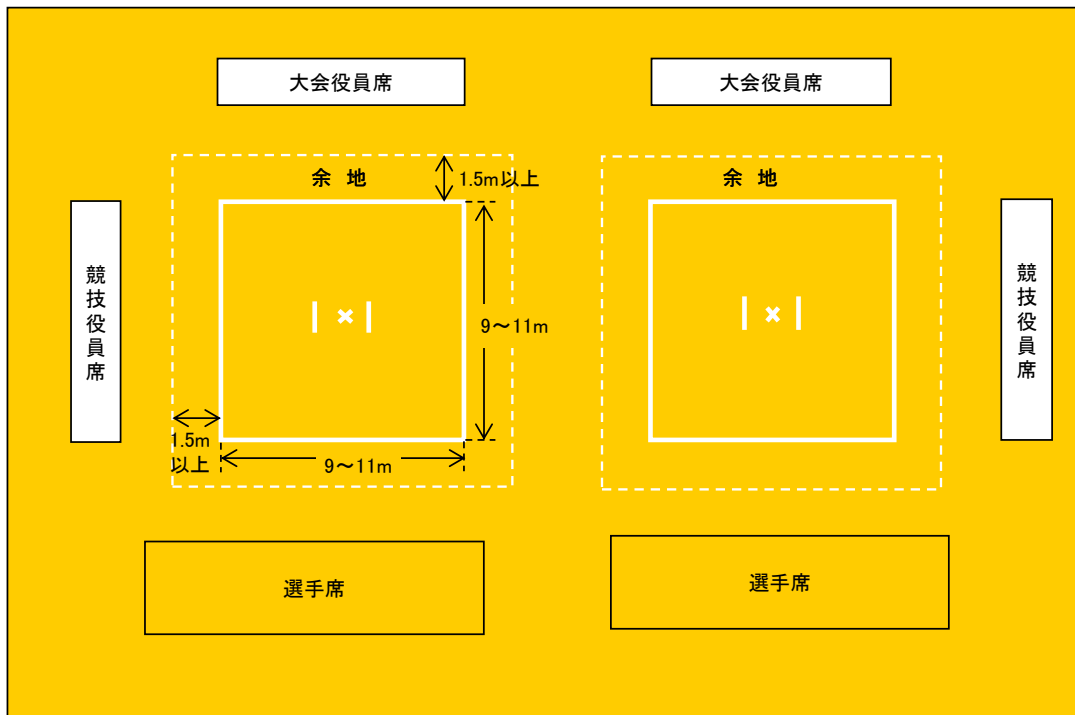 大会役員席
大会役員席
余 地
1.5m以上
余 地
競技役員席
9～11m
競技役員席
1.5m
以上
9～11m
選手席
選手席